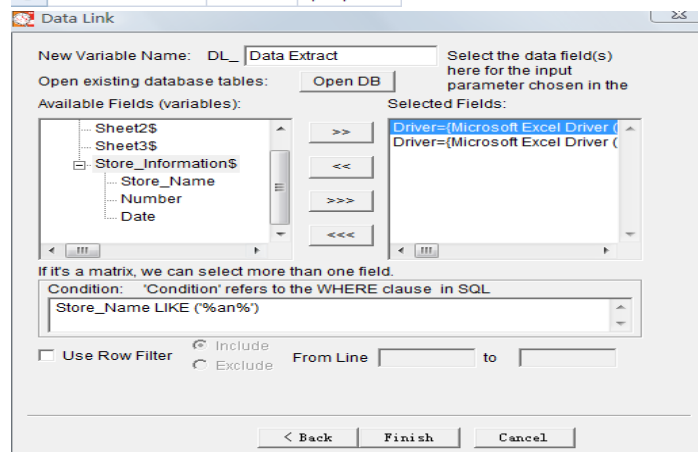 Data Link
New Variable Name: DL_ Data Extract
Select the data field(s)
here for the input
parameter chosen in the
Open existing database tables: Open DB
Available Fields (variables):
Selected Fields:
Sheet2$
Sheet3$
Store_Information$
Store_Name
Number
Date
>>
<<
>>>
<<<
Driver={Microsoft Excel Driver (
Driver={Microsoft Excel Driver (
If it's a matrix, we can select more than one field.
Condition: 'Condition' refers to the WHERE clause in SQL
Store_Name LIKE ('%an%')
Use Row Filter
Include
Exclude
From Line
to
< Back
Finish
Cancel